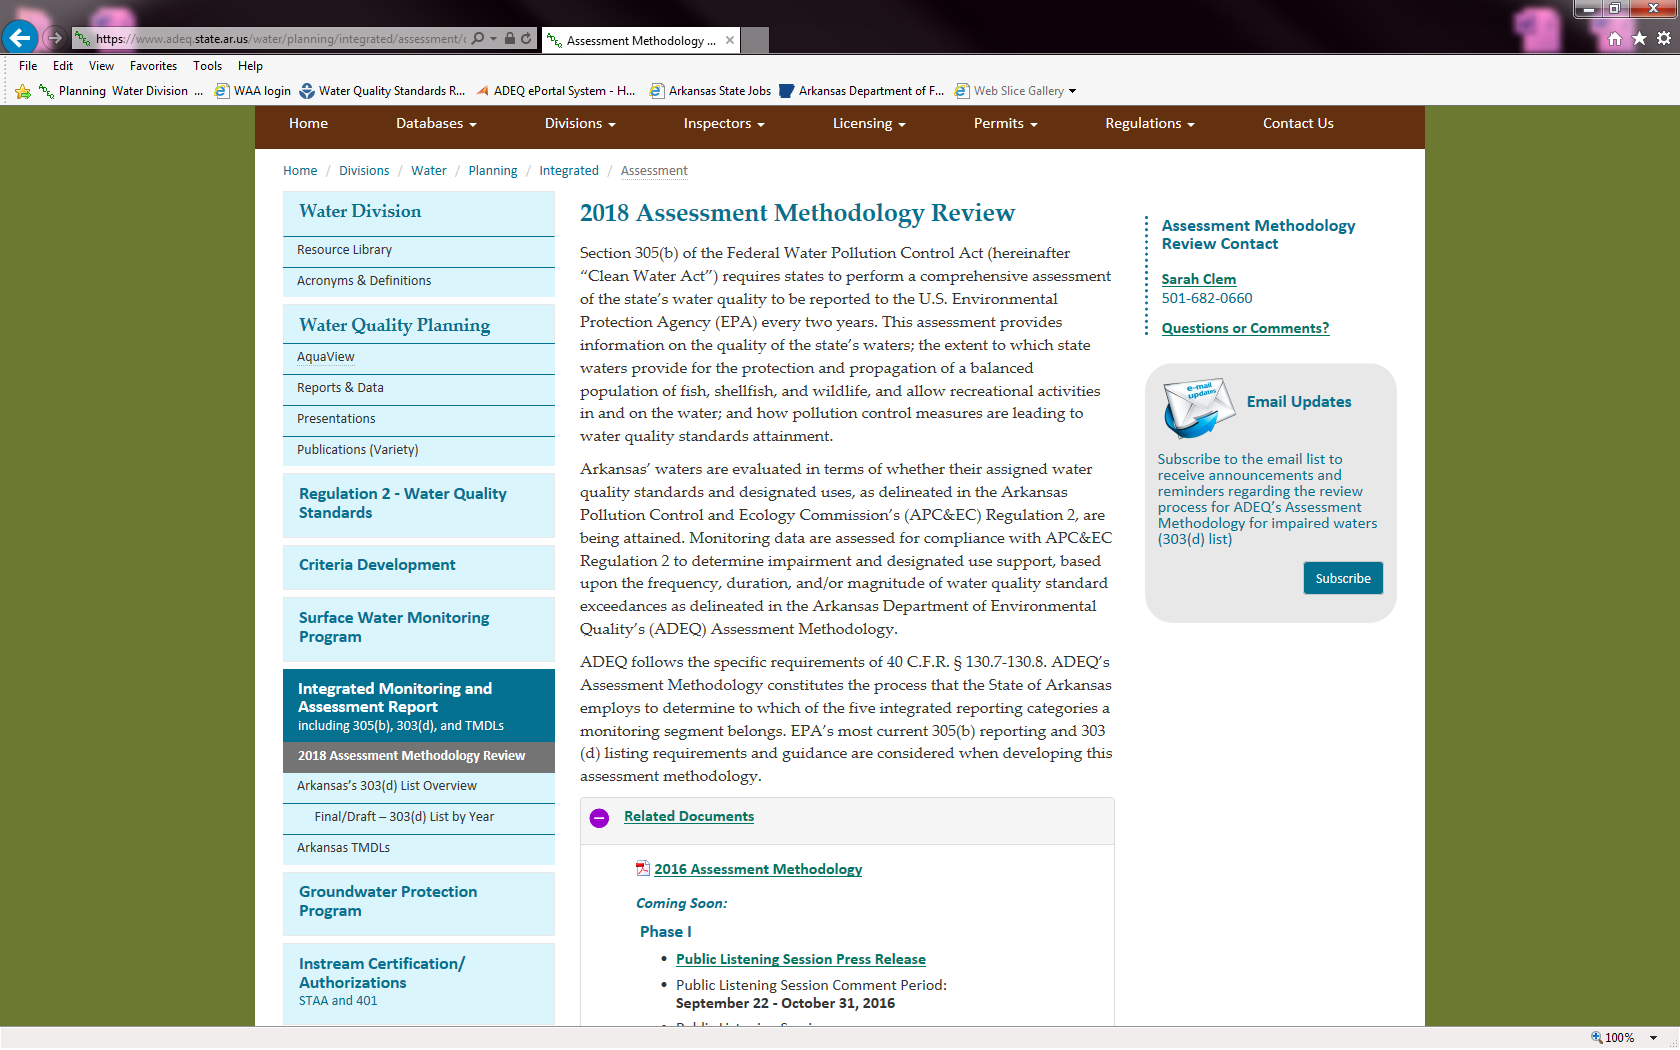 https://www.adeq.state.ar.us/water/planning/integrated/assessment/
Assessment Methodology ...
File Edit View Favorites Tools Help
Planning Water Division ... WAA login Water Quality Standards R... ADEQ ePortal System - H... Arkansas State Jobs Arkansas Department of F... Web Slice Gallery
Home Databases Divisions Inspectors Licensing Permits Regulations Contact Us
Home / Divisions / Water / Planning / Integrated / Assessment
Water Division
Resource Library
Acronyms & Definitions
Water Quality Planning
AquaView
Reports & Data
Presentations
Publications (Variety)
Regulation 2 - Water Quality
Standards
Criteria Development
Surface Water Monitoring
Program
Integrated Monitoring and
Assessment Report
including 305(b), 303(d), and TMDLs
2018 Assessment Methodology Review
Arkansas's 303(d) List Overview
Final/Draft – 303(d) List by Year
Arkansas TMDLs
Groundwater Protection
Program
Instream Certification/
Authorizations
STAA and 401
2018 Assessment Methodology Review
Section 305(b) of the Federal Water Pollution Control Act (hereinafter
“Clean Water Act”) requires states to perform a comprehensive assessment
of the state’s water quality to be reported to the U.S. Environmental
Protection Agency (EPA) every two years. This assessment provides
information on the quality of the state’s waters; the extent to which state
waters provide for the protection and propagation of a balanced
population of fish, shellfish, and wildlife, and allow recreational activities
in and on the water; and how pollution control measures are leading to
water quality standards attainment.
Arkansas’ waters are evaluated in terms of whether their assigned water
quality standards and designated uses, as delineated in the Arkansas
Pollution Control and Ecology Commission’s (APC&EC) Regulation 2, are
being attained. Monitoring data are assessed for compliance with APC&EC
Regulation 2 to determine impairment and designated use support, based
upon the frequency, duration, and/or magnitude of water quality standard
exceedances as delineated in the Arkansas Department of Environmental
Quality’s (ADEQ) Assessment Methodology.
ADEQ follows the specific requirements of 40 C.F.R. § 130.7-130.8. ADEQ’s
Assessment Methodology constitutes the process that the State of Arkansas
employs to determine to which of the five integrated reporting categories a
monitoring segment belongs. EPA’s most current 305(b) reporting and 303
(d) listing requirements and guidance are considered when developing this
assessment methodology.
Related Documents
2016 Assessment Methodology
Coming Soon:
Phase I
• Public Listening Session Press Release
• Public Listening Session Comment Period:
September 22 - October 31, 2016
Assessment Methodology
Review Contact
Sarah Clem
501-682-0660
Questions or Comments?
e-mail
updates
Email Updates
Subscribe to the email list to
receive announcements and
reminders regarding the review
process for ADEQ's Assessment
Methodology for impaired waters
(303(d) list)
Subscribe
100%